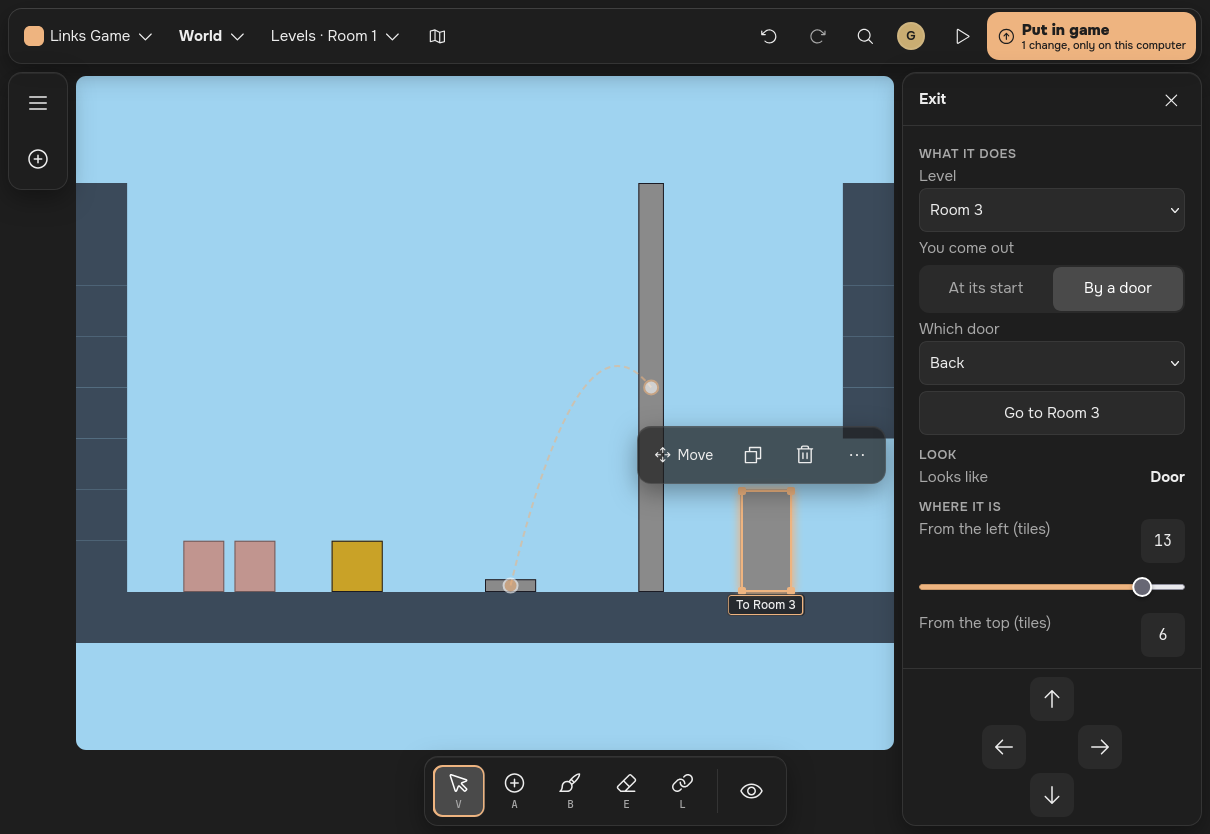 Links Game
World
Levels · Room 1
G
Put in game
1 change, only on this computer
Exit
WHAT IT DOES
Level
Room 3
You come out
At its start
By a door
Which door
Back
Go to Room 3
LOOK
Looks like
Door
WHERE IT IS
From the left (tiles)
13
From the top (tiles)
6
Move
To Room 3
V
A
B
E
L